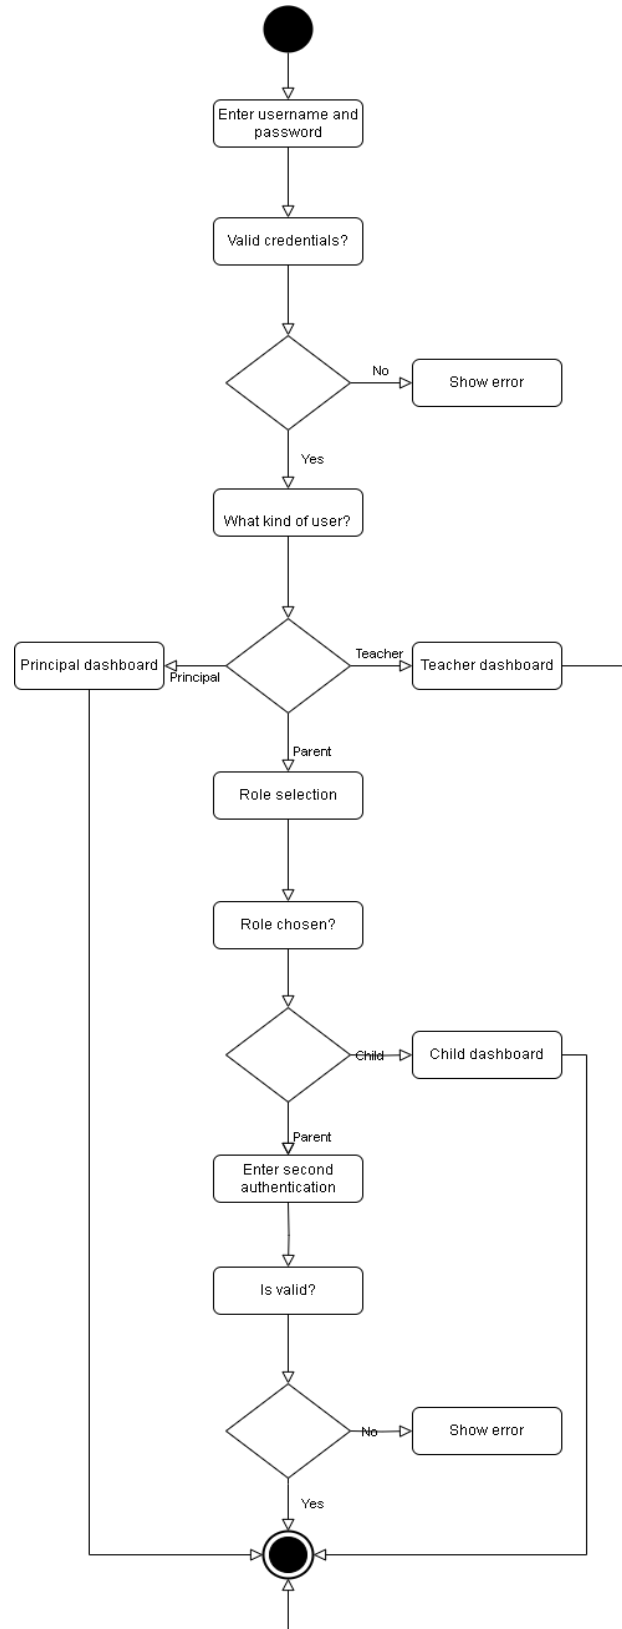 Enter username and
password
Valid credentials?
No
Show error
Yes
What kind of user?
Principal dashboard
Principal
Teacher
Teacher dashboard
Parent
Role selection
Role chosen?
Child
Child dashboard
Parent
Enter second
authentication
Is valid?
No
Show error
Yes